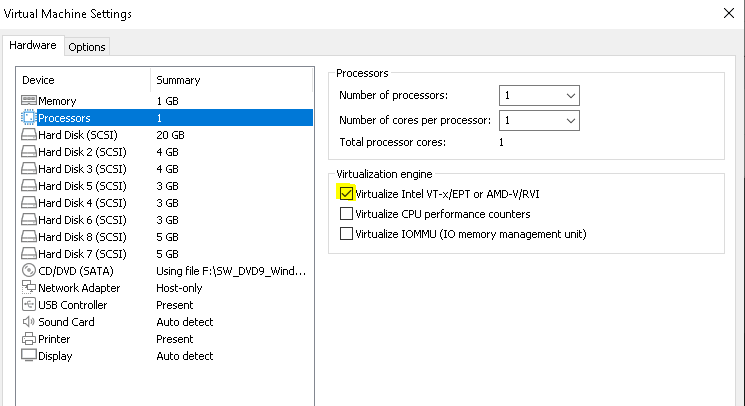 Virtual Machine Settings
Hardware Options
Device Summary
Memory 1 GB
Processors 1
Hard Disk (SCSI) 20 GB
Hard Disk 2 (SCSI) 4 GB
Hard Disk 3 (SCSI) 4 GB
Hard Disk 5 (SCSI) 3 GB
Hard Disk 4 (SCSI) 3 GB
Hard Disk 6 (SCSI) 3 GB
Hard Disk 8 (SCSI) 5 GB
Hard Disk 7 (SCSI) 5 GB
CD/DVD (SATA) Using file F:\SW_DVD9_Wind...
Network Adapter Host-only
USB Controller Present
Sound Card Auto detect
Printer Present
Display Auto detect
Processors
Number of processors: 1
Number of cores per processor: 1
Total processor cores: 1
Virtualization engine
Virtualize Intel VT-x/EPT or AMD-V/RVI
Virtualize CPU performance counters
Virtualize IOMMU (IO memory management unit)